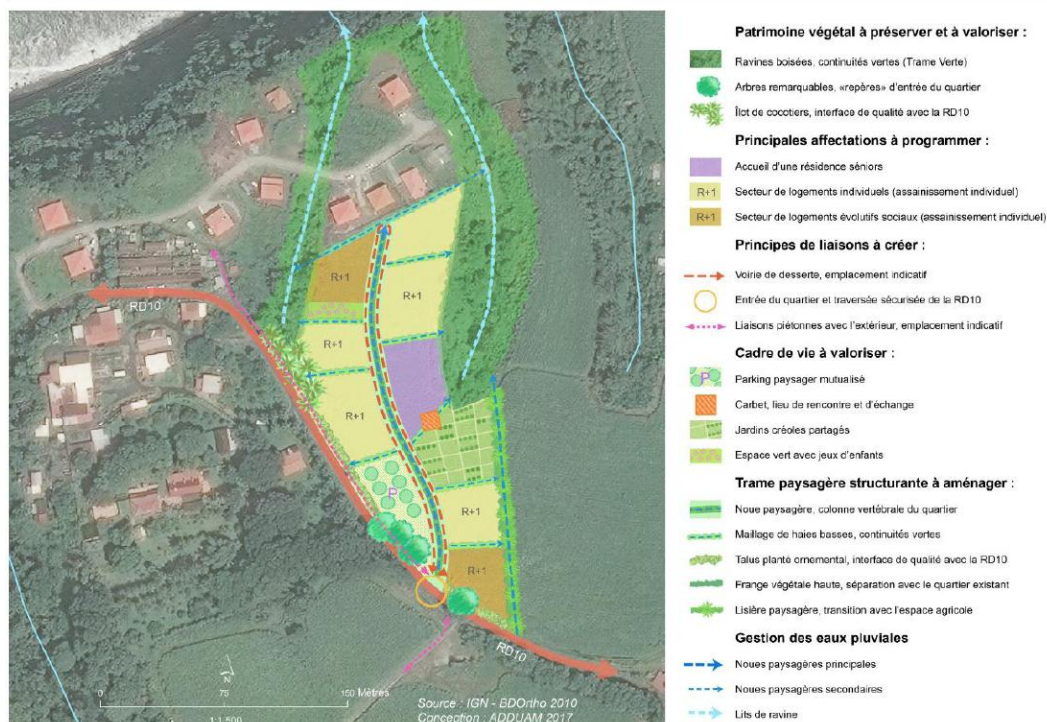 Patrimoine végétal à préserver et à valoriser :
Ravines boisées, continuités vertes (Trame Verte)
Arbres remarquables, «repères» d'entrée du quartier
Îlot de cocotiers, interface de qualité avec la RD10
Principales affectations à programmer :
Accueil d'une résidence séniors
R+1 Secteur de logements individuels (assainissement individuel)
R+1 Secteur de logements évolutifs sociaux (assainissement individuel)
Principes de liaisons à créer :
Voirie de desserte, emplacement indicatif
Entrée du quartier et traversée sécurisée de la RD10
Liaisons piétonnes avec l'extérieur, emplacement indicatif
Cadre de vie à valoriser :
P Parking paysager mutualisé
Carbet, lieu de rencontre et d'échange
Jardins créoles partagés
Espace vert avec jeux d'enfants
Trame paysagère structurante à aménager :
Noue paysagère, colonne vertébrale du quartier
Maillage de haies basses, continuités vertes
Talus planté ornemental, interface de qualité avec la RD10
Frange végétale haute, séparation avec le quartier existant
Lisière paysagère, transition avec l'espace agricole
Gestion des eaux pluviales
Noues paysagères principales
Noues paysagères secondaires
Lits de ravine
RD10
R+1
R+1
R+1
R+1
P
R+1
R+1
RD10
N
0 75 150 Mètres
1:1 500
Source : IGN - BDOrtho 2010
Conception : ADDUAM 2017